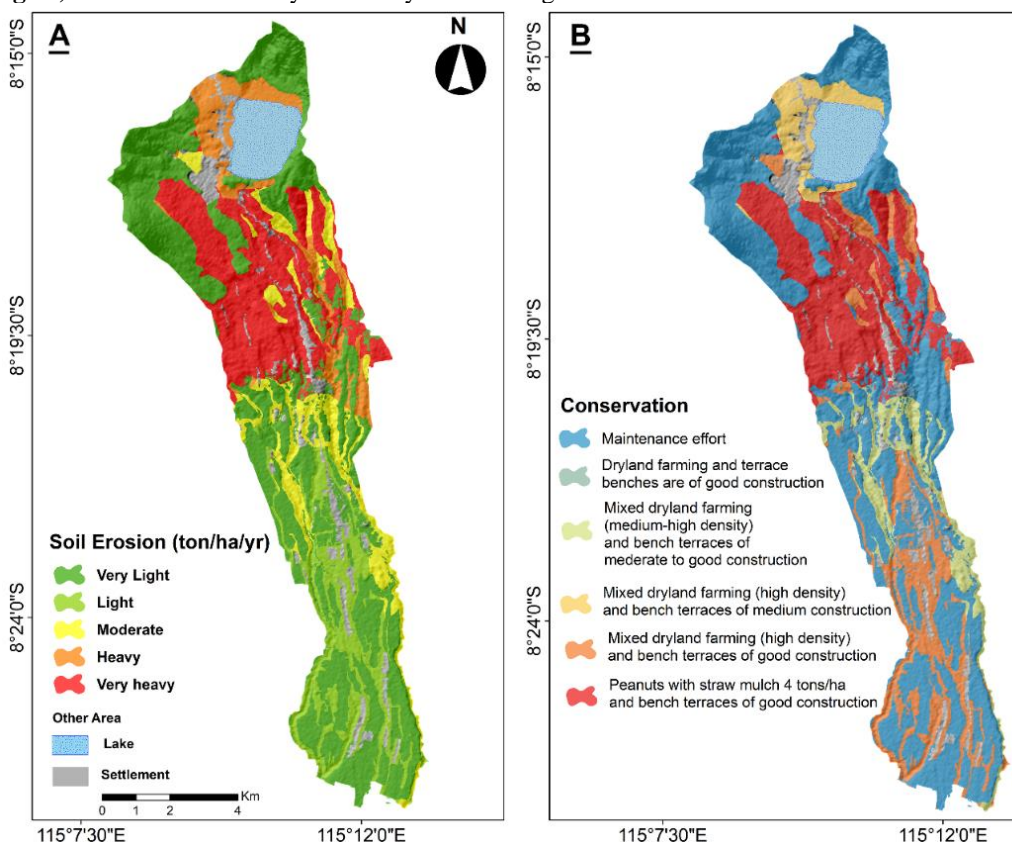 A
N
8°15'0"S
8°19'30"S
8°24'0"S
Soil Erosion (ton/ha/yr)
Very Light
Light
Moderate
Heavy
Very heavy
Other Area
Lake
Settlement
Km
0 1 2 4
115°7'30"E
115°12'0"E
B
8°15'0"S
8°19'30"S
8°24'0"S
Conservation
Maintenance effort
Dryland farming and terrace
benches are of good construction
Mixed dryland farming
(medium-high density)
and bench terraces of
moderate to good construction
Mixed dryland farming (high density)
and bench terraces of medium construction
Mixed dryland farming (high density)
and bench terraces of good construction
Peanuts with straw mulch 4 tons/ha
and bench terraces of good construction
115°7'30"E
115°12'0"E